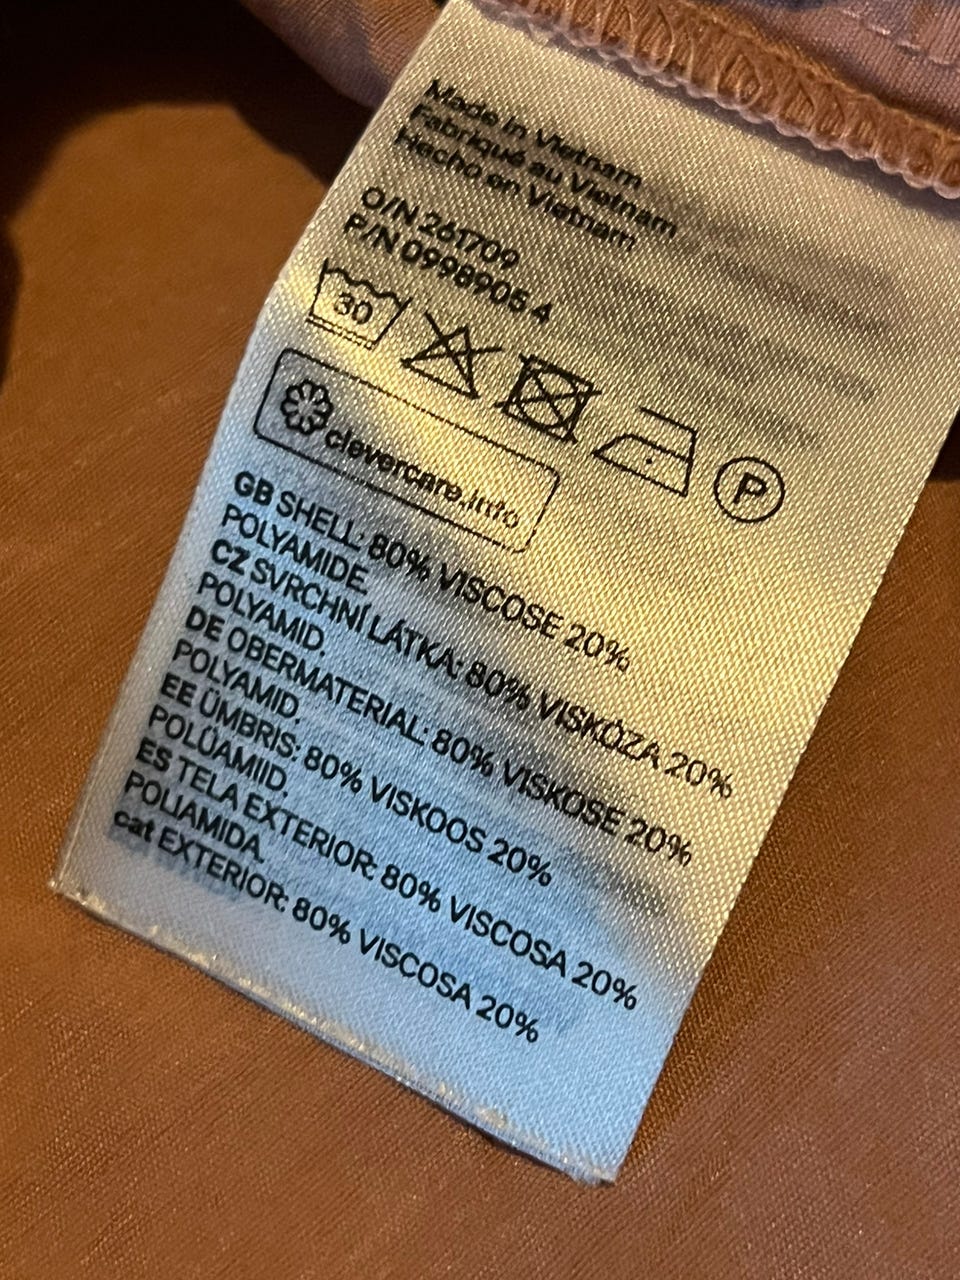 Made in Vietnam
Fabriqué au Vietnam
Hecho en Vietnam
O/N 261709
P/N 0998905 4
30
P
clevercare.info
GB SHELL: 80% VISCOSE 20%
POLYAMIDE.
CZ SVRCHNÍ LÁTKA: 80% VISKÓZA 20%
POLYAMID.
DE OBERMATERIAL: 80% VISKOSE 20%
POLYAMID.
EE ÜMBRIS: 80% VISKOOS 20%
POLÜAMIID.
ES TELA EXTERIOR: 80% VISCOSA 20%
POLIAMIDA.
cat EXTERIOR: 80% VISCOSA 20%